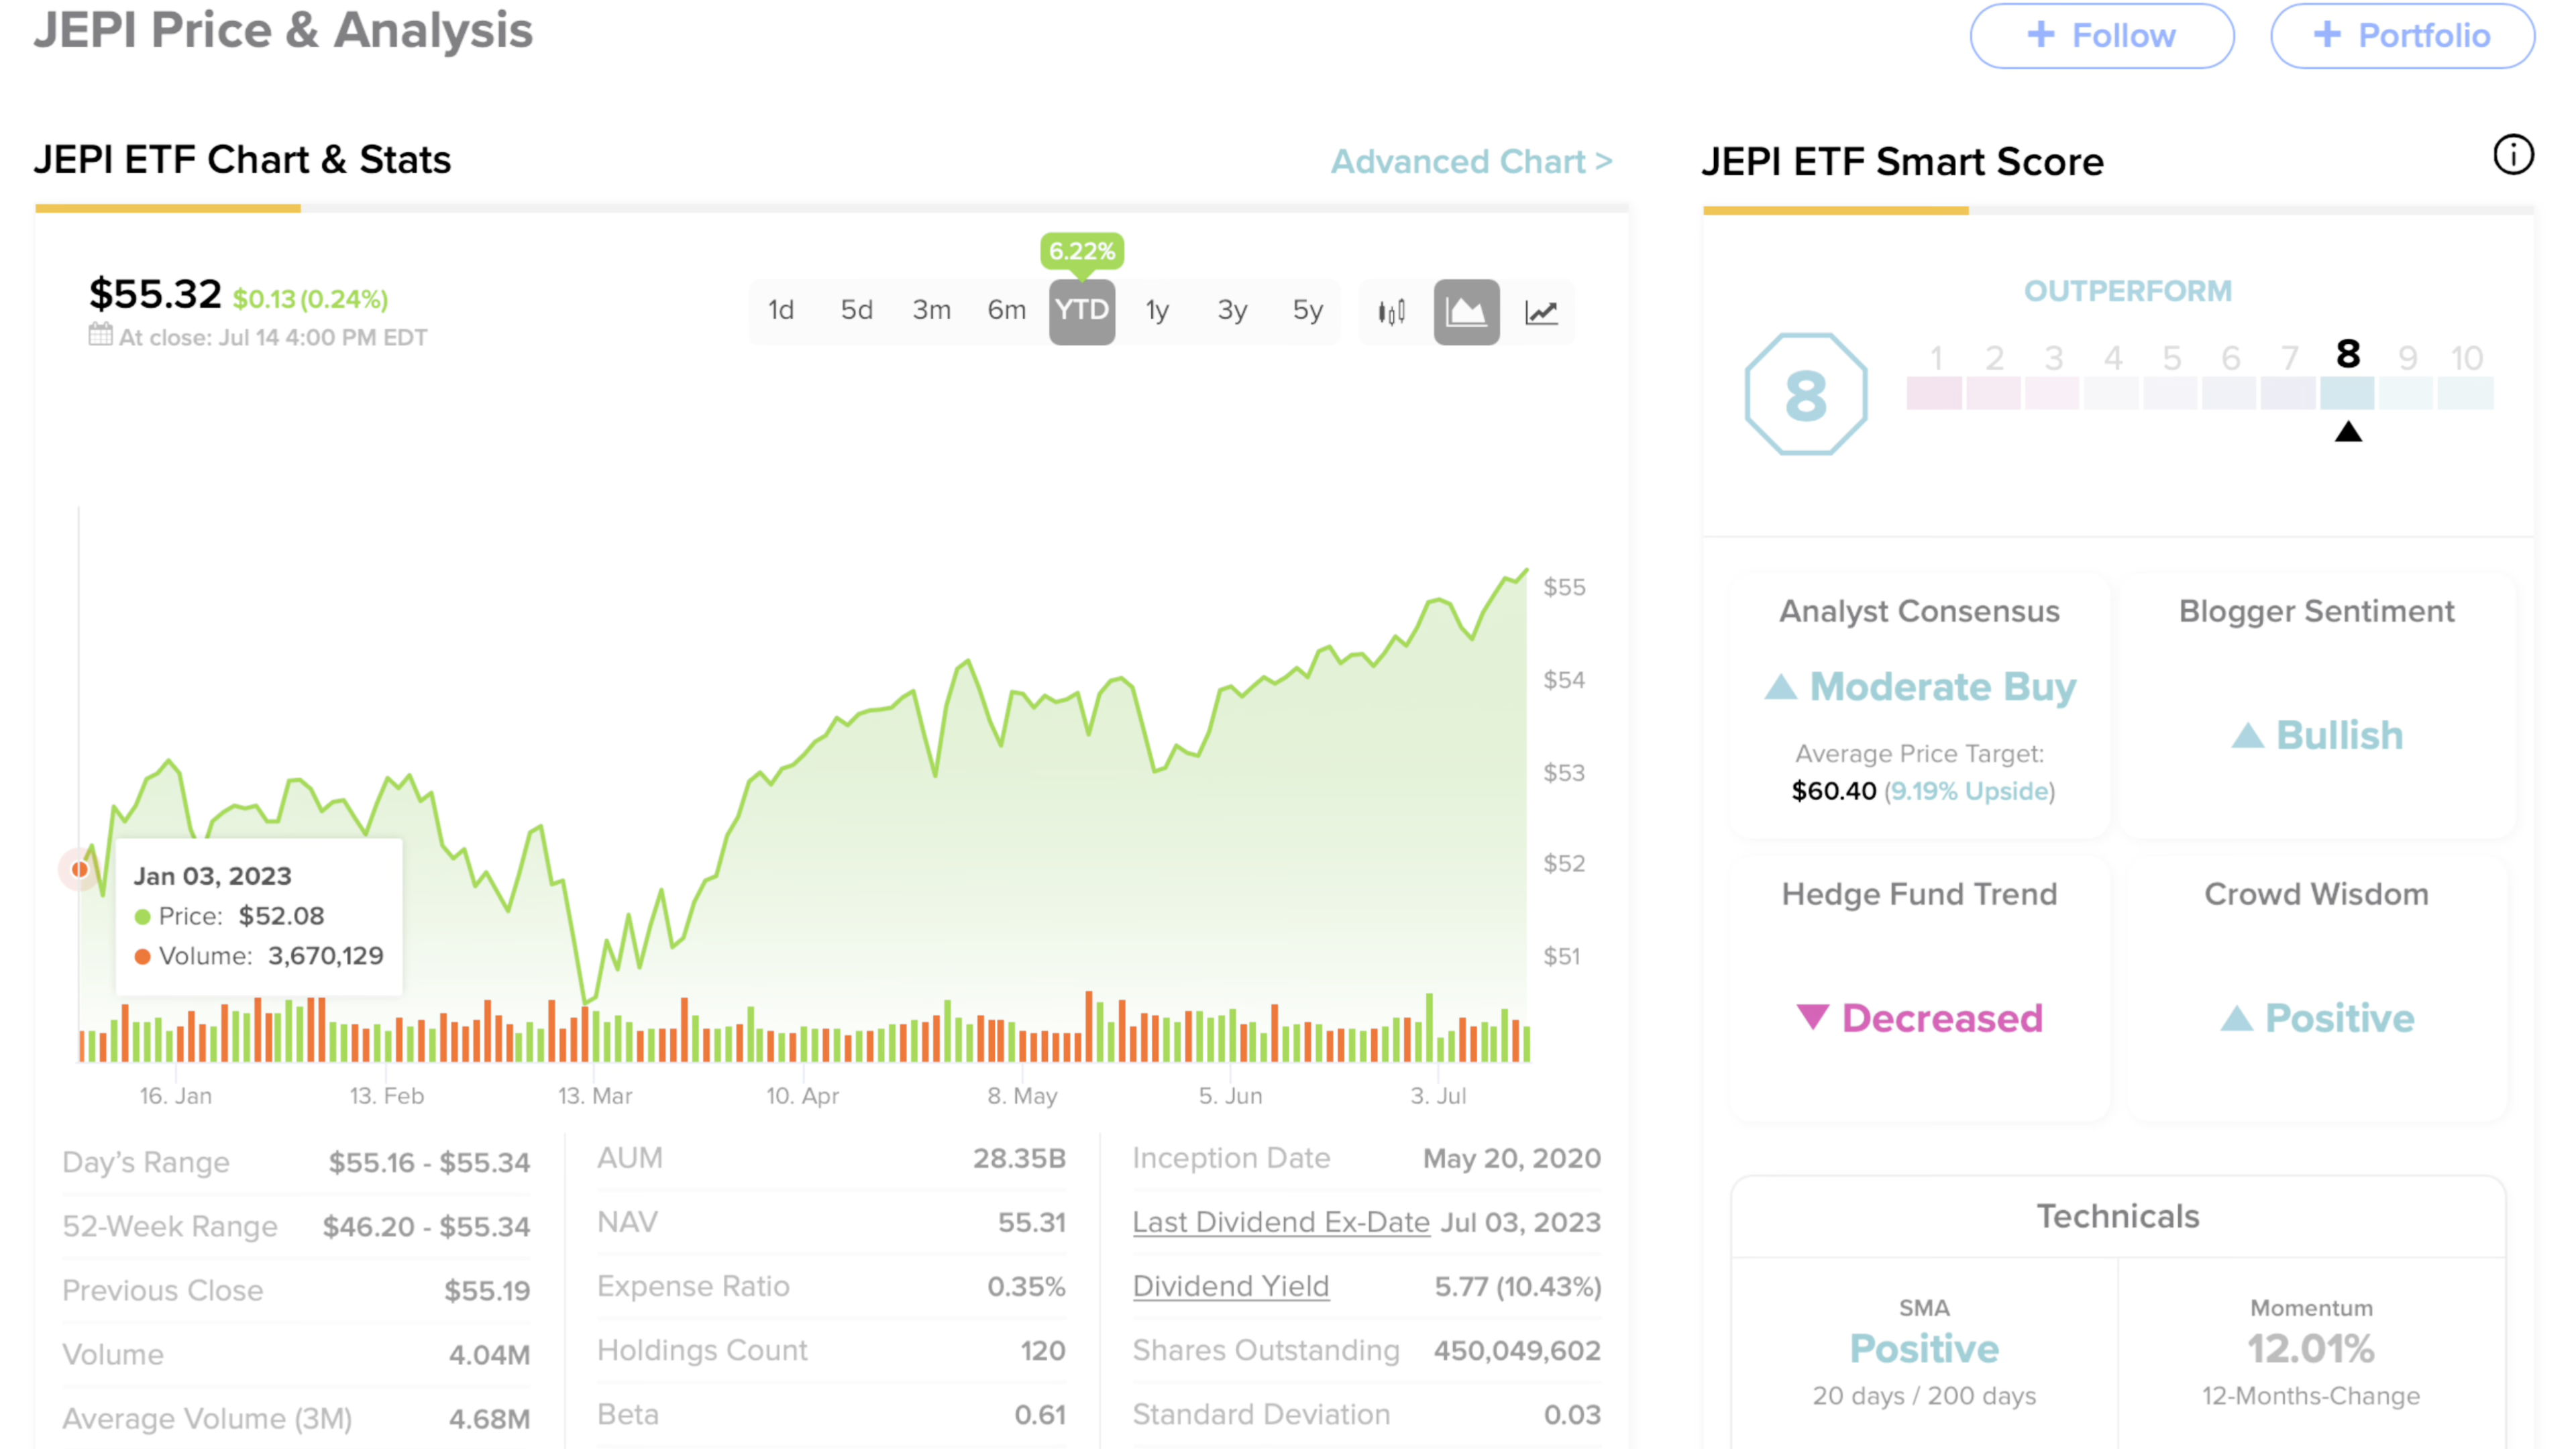 JEPI Price & Analysis
+ Follow
+ Portfolio
JEPI ETF Chart & Stats
Advanced Chart >
6.22%
$55.32 $0.13 (0.24%)
At close: Jul 14 4:00 PM EDT
1d 5d 3m 6m YTD 1y 3y 5y
$55
$54
$53
$52
$51
Jan 03, 2023
Price: $52.08
Volume: 3,670,129
16. Jan 13. Feb 13. Mar 10. Apr 8. May 5. Jun 3. Jul
Day's Range $55.16 - $55.34
52-Week Range $46.20 - $55.34
Previous Close $55.19
Volume 4.04M
Average Volume (3M) 4.68M
AUM 28.35B
NAV 55.31
Expense Ratio 0.35%
Holdings Count 120
Beta 0.61
Inception Date May 20, 2020
Last Dividend Ex-Date Jul 03, 2023
Dividend Yield 5.77 (10.43%)
Shares Outstanding 450,049,602
Standard Deviation 0.03
JEPI ETF Smart Score
OUTPERFORM
8
1 2 3 4 5 6 7 8 9 10
Analyst Consensus
Moderate Buy
Average Price Target:
$60.40 (9.19% Upside)
Blogger Sentiment
Bullish
Hedge Fund Trend
Decreased
Crowd Wisdom
Positive
Technicals
SMA
Positive
20 days / 200 days
Momentum
12.01%
12-Months-Change